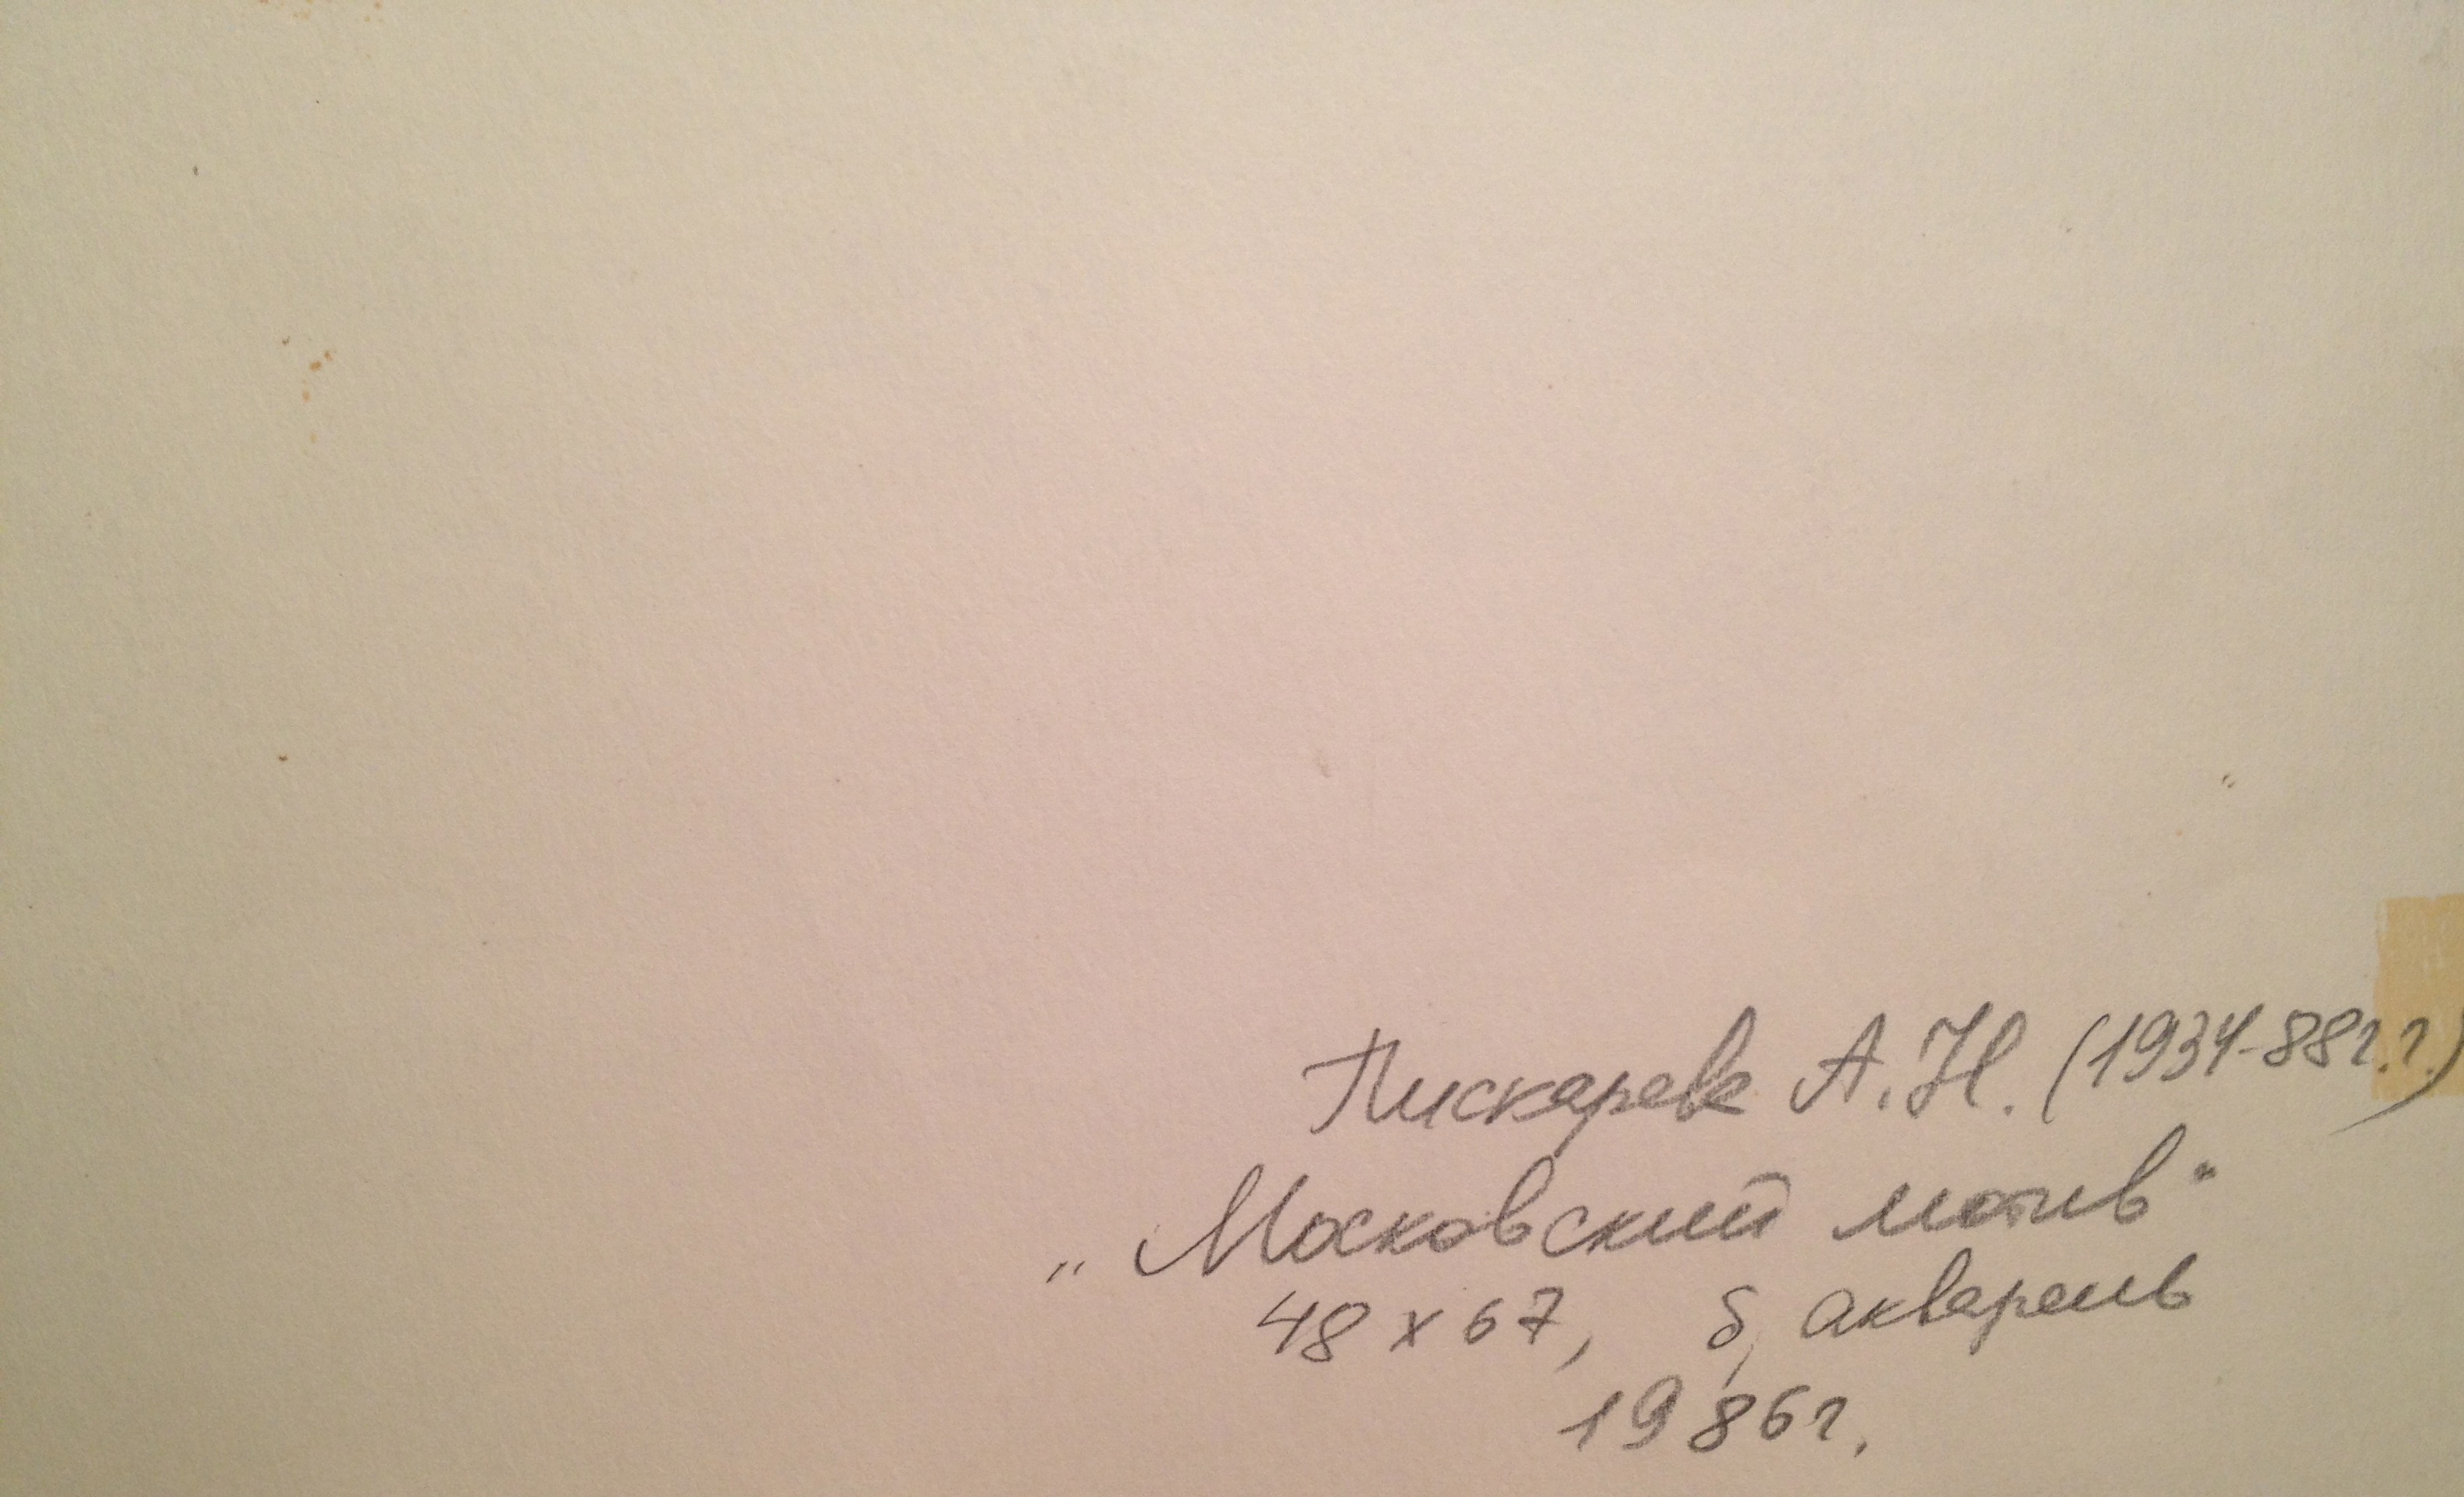 Пискарев А.Н. (1934-88г.г.)
„Московский мотив"
48 х 67, б, акварель
1986г.